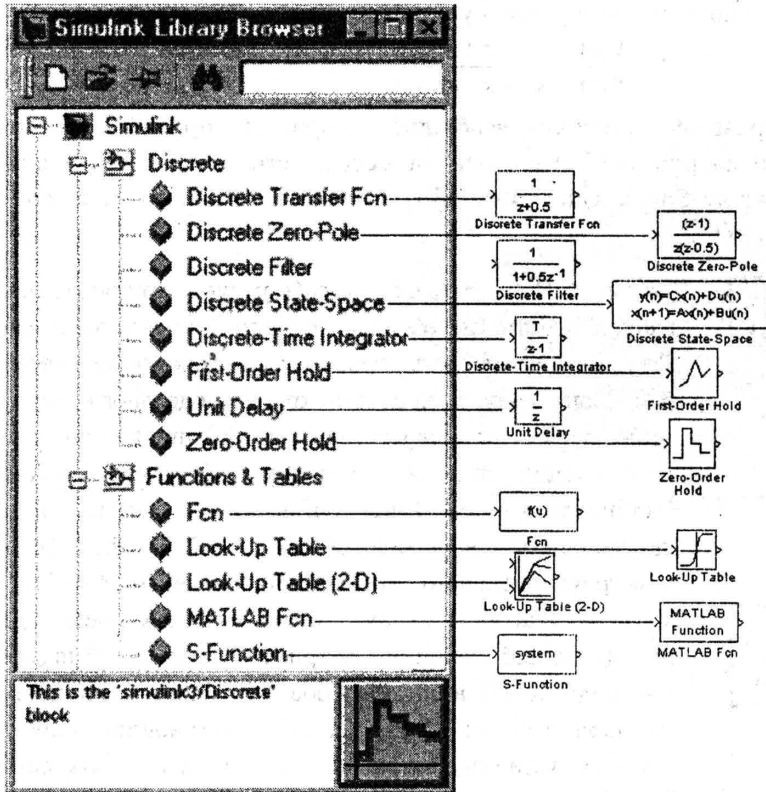 Simulink Library Browser
Simulink
Discrete
Discrete Transfer Fcn
Discrete Zero-Pole
Discrete Filter
Discrete State-Space
Discrete-Time Integrator
First-Order Hold
Unit Delay
Zero-Order Hold
Functions & Tables
Fcn
Look-Up Table
Look-Up Table (2-D)
MATLAB Fcn
S-Function
This is the 'simulink3/Discrete'
block
1
z+0.5
Discrete Transfer Fcn
(z-1)
z(z-0.5)
Discrete Zero-Pole
1
1+0.5z-1
Discrete Filter
y(n)=Cx(n)+Du(n)
x(n+1)=Ax(n)+Bu(n)
Discrete State-Space
T
z-1
Discrete-Time Integrator
First-Order Hold
1
z
Unit Delay
Zero-Order
Hold
f(u)
Fcn
Look-Up Table
Look-Up Table (2-D)
MATLAB
Function
MATLAB Fcn
system
S-Function